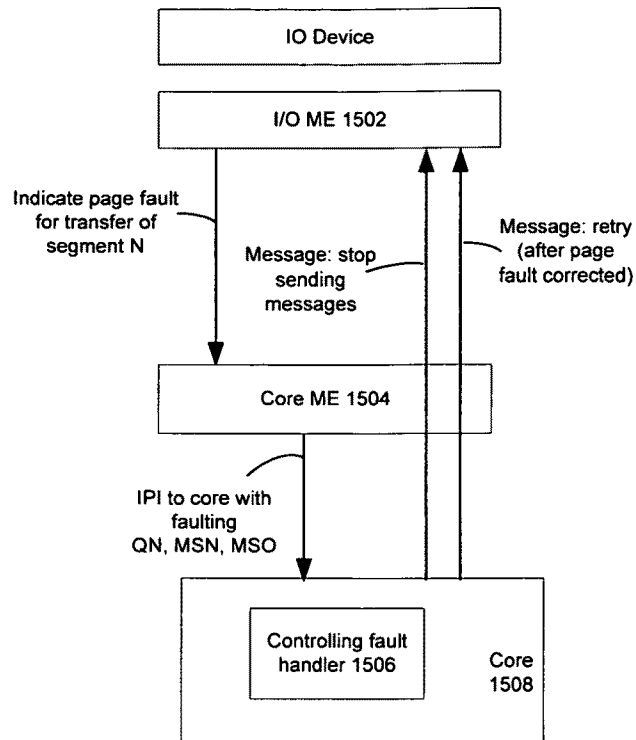 IO Device
I/O ME 1502
Indicate page fault
for transfer of
segment N
Message: stop
sending
messages
Message: retry
(after page
fault corrected)
Core ME 1504
IPI to core with
faulting
QN, MSN, MSO
Controlling fault
handler 1506
Core
1508